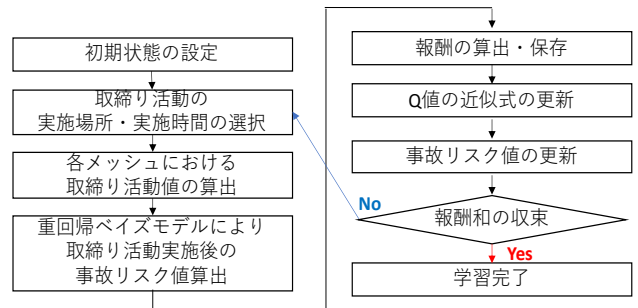 初期状態の設定
取締り活動の
実施場所・実施時間の選択
各メッシュにおける
取締り活動値の算出
重回帰ベイズモデルにより
取締り活動実施後の
事故リスク値算出
報酬の算出・保存
Q値の近似式の更新
事故リスク値の更新
報酬和の収束
No
Yes
学習完了